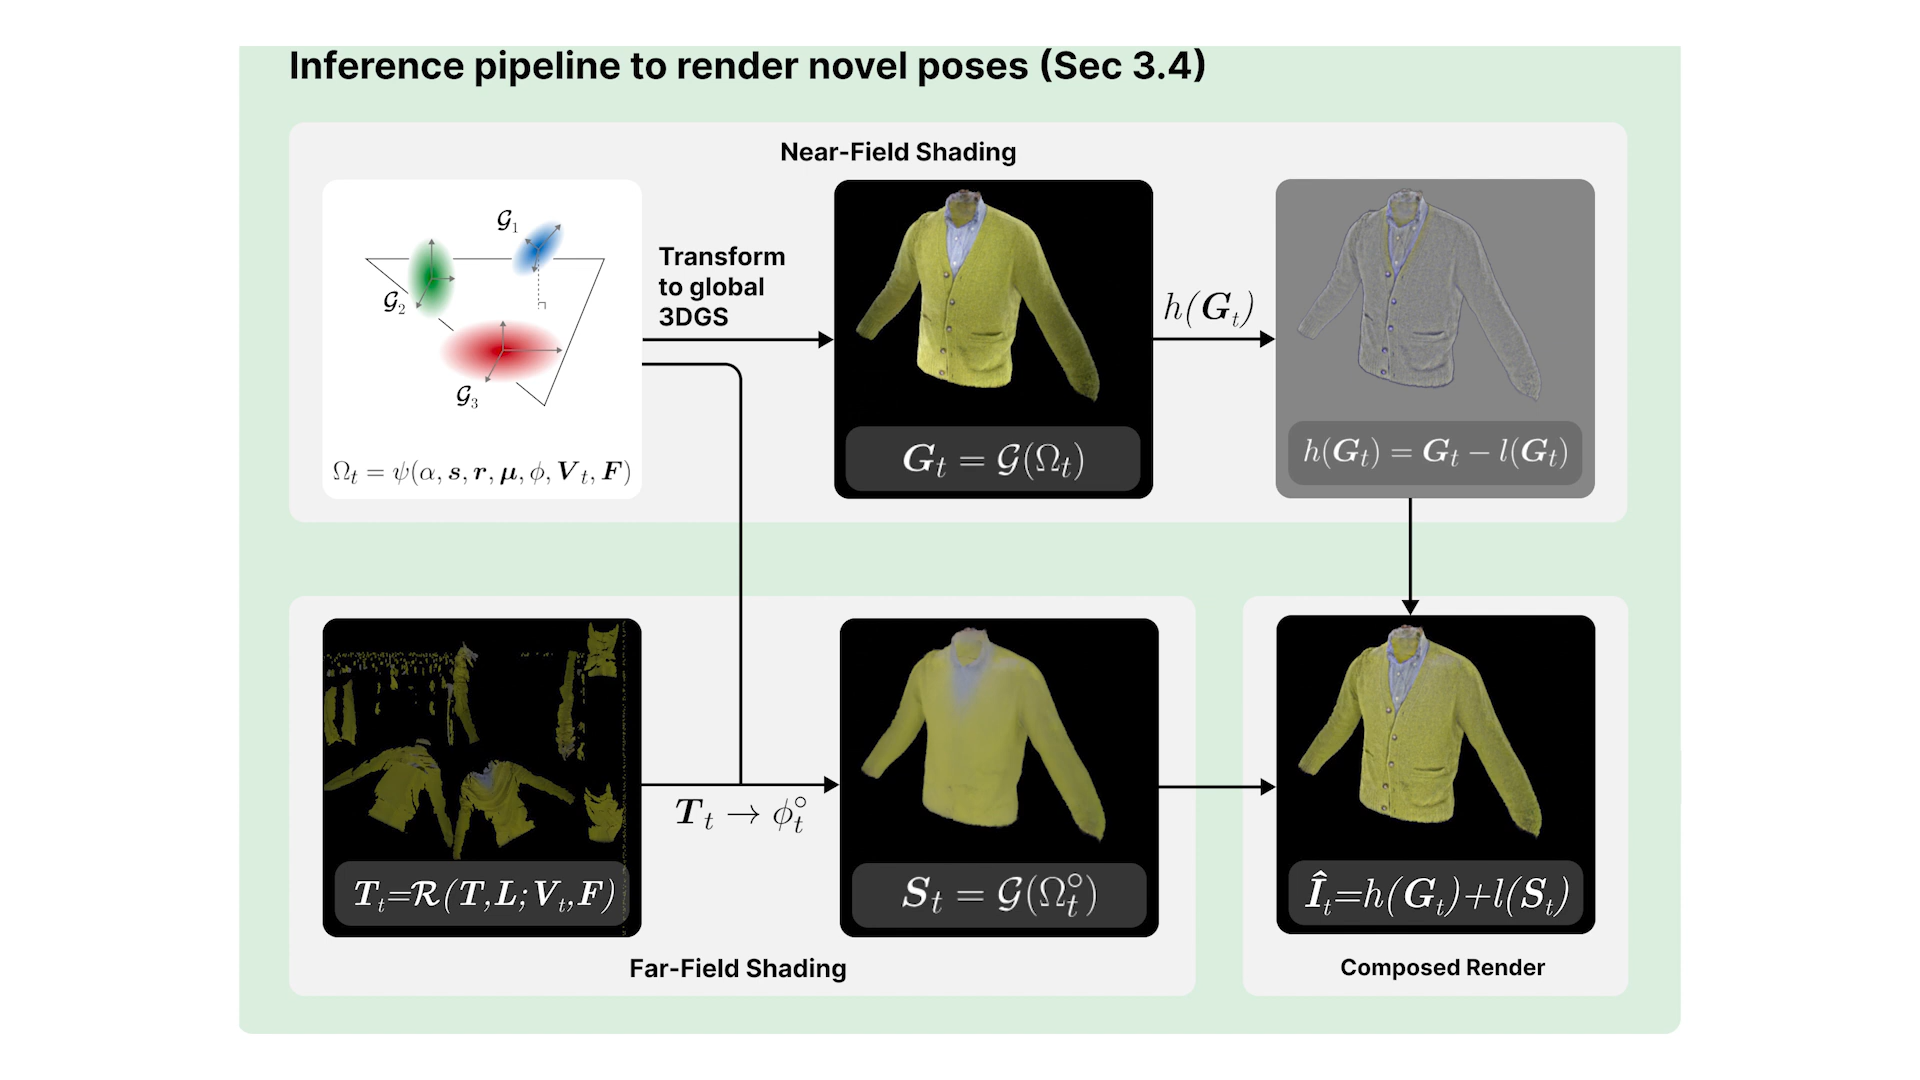 Inference pipeline to render novel poses (Sec 3.4)
Near-Field Shading
𝒢₁
𝒢₂
𝒢₃
Ωₜ = ψ(α, s, r, μ, ϕ, Vₜ, F)
Transform
to global
3DGS
Gₜ = 𝒢(Ωₜ)
h(Gₜ)
h(Gₜ) = Gₜ − l(Gₜ)
Tₜ=ℛ(T,L;Vₜ,F)
Tₜ → ϕ°ₜ
Sₜ = 𝒢(Ω°ₜ)
Îₜ=h(Gₜ)+l(Sₜ)
Far-Field Shading
Composed Render